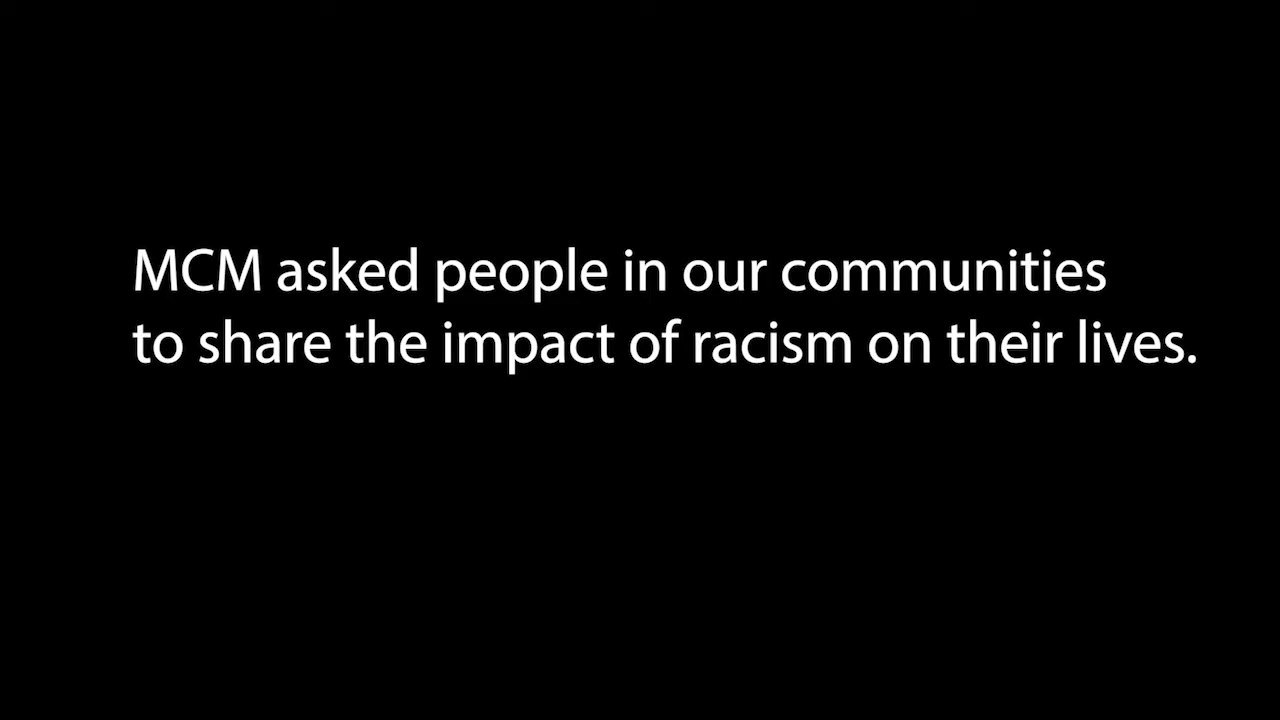 MCM asked people in our communities
to share the impact of racism on their lives.